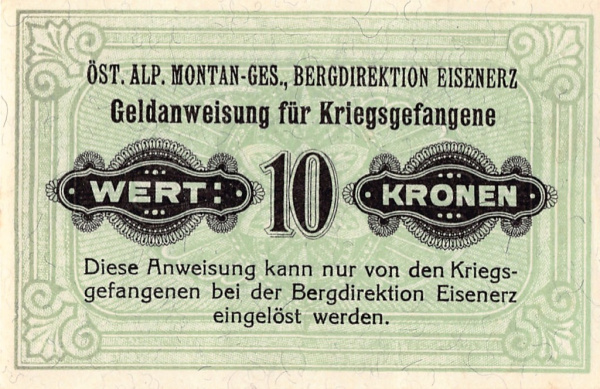 ÖST. ALP. MONTAN-GES., BERGDIREKTION EISENERZ
Geldanweisung für Kriegsgefangene
WERT: 10 KRONEN
Diese Anweisung kann nur von den Kriegs-
gefangenen bei der Bergdirektion Eisenerz
eingelöst werden.